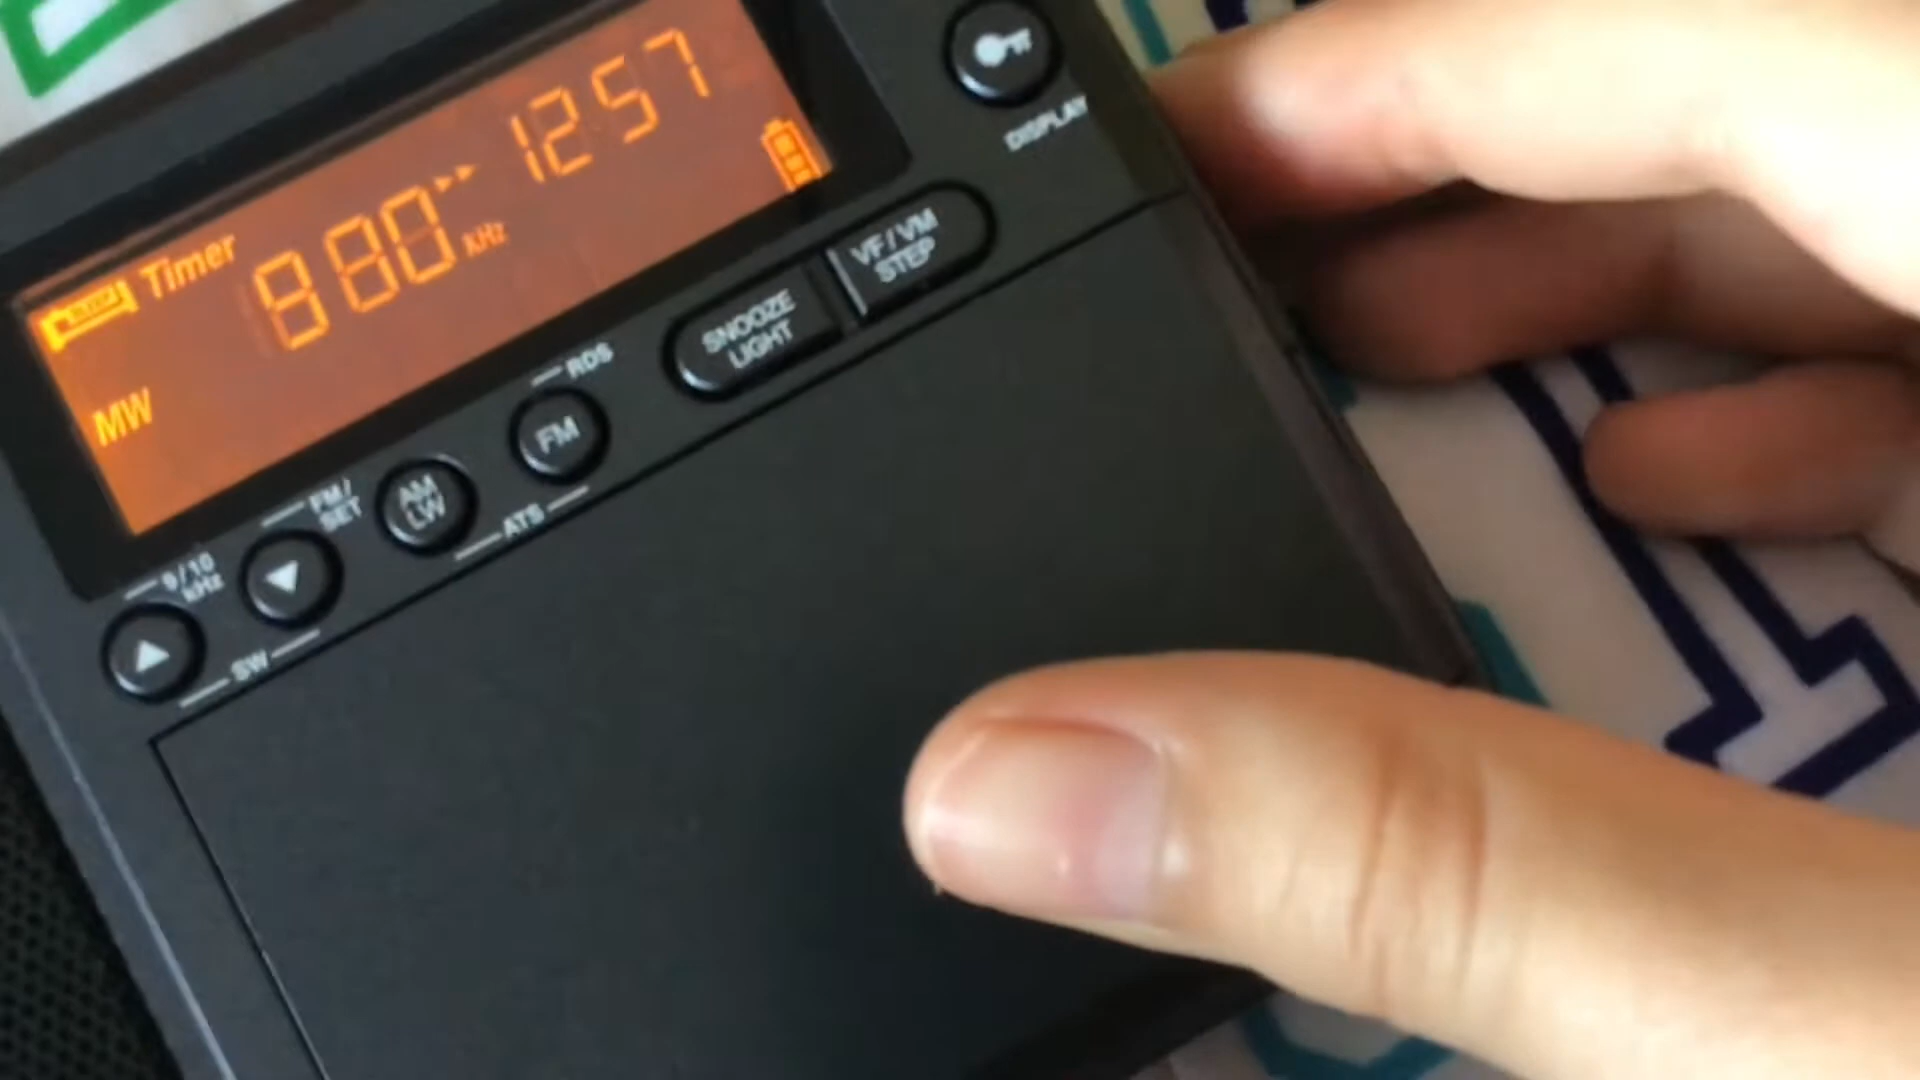 1257
Timer
980 kHz
MW
DISPLAY
VF/VM
STEP
SNOOZE
LIGHT
RDS
FM
FM/
SET
AM
LW
ATS
9/10
kHz
SW